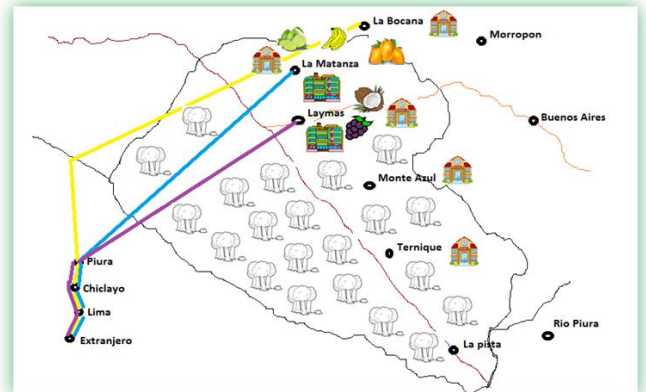 La Bocana
Morropon
La Matanza
Laymas
Buenos Aires
Monte Azul
Ternique
Piura
Chiclayo
Lima
Extranjero
Rio Piura
La pista